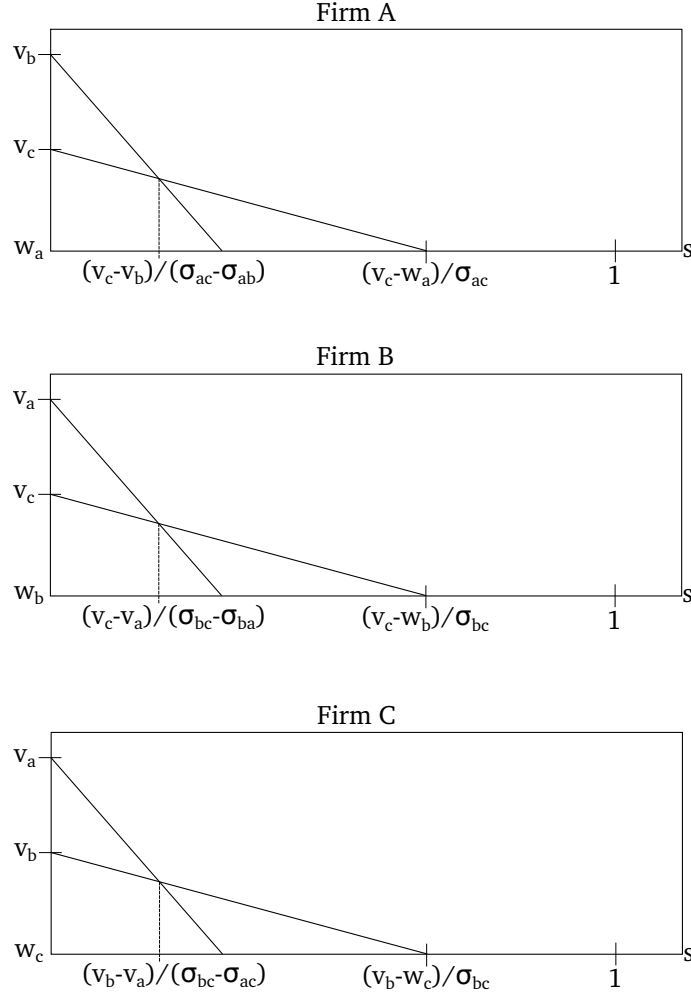 Firm A
v_b
v_c
w_a
s
(v_c-v_b)/(σ_ac-σ_ab) (v_c-w_a)/σ_ac 1
Firm B
v_a
v_c
w_b
s
(v_c-v_a)/(σ_bc-σ_ba) (v_c-w_b)/σ_bc 1
Firm C
v_a
v_b
w_c
s
(v_b-v_a)/(σ_bc-σ_ac) (v_b-w_c)/σ_bc 1